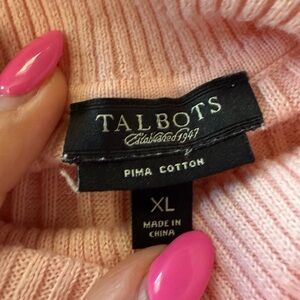 TALBOTS
Established 1947
PIMA COTTON
XL
MADE IN
CHINA